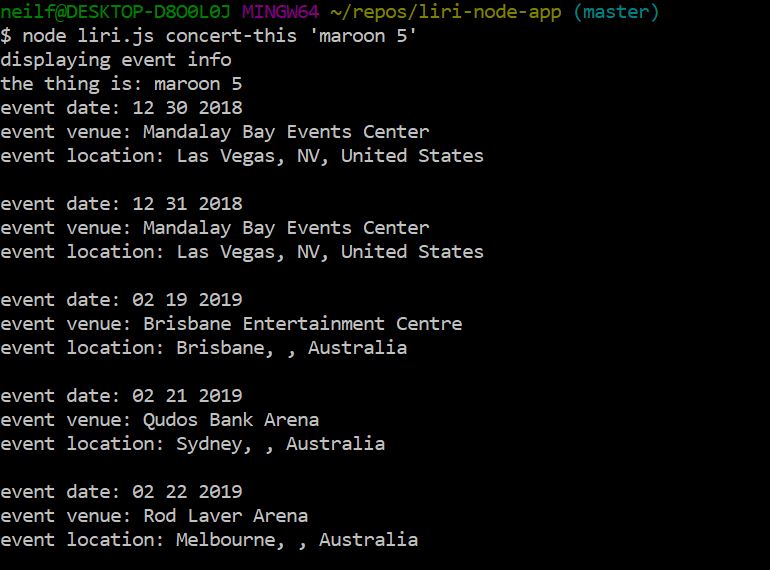 neilf@DESKTOP-D8O0L0J MINGW64 ~/repos/liri-node-app (master)
$ node liri.js concert-this 'maroon 5'
displaying event info
the thing is: maroon 5
event date: 12 30 2018
event venue: Mandalay Bay Events Center
event location: Las Vegas, NV, United States

event date: 12 31 2018
event venue: Mandalay Bay Events Center
event location: Las Vegas, NV, United States

event date: 02 19 2019
event venue: Brisbane Entertainment Centre
event location: Brisbane, , Australia

event date: 02 21 2019
event venue: Qudos Bank Arena
event location: Sydney, , Australia

event date: 02 22 2019
event venue: Rod Laver Arena
event location: Melbourne, , Australia